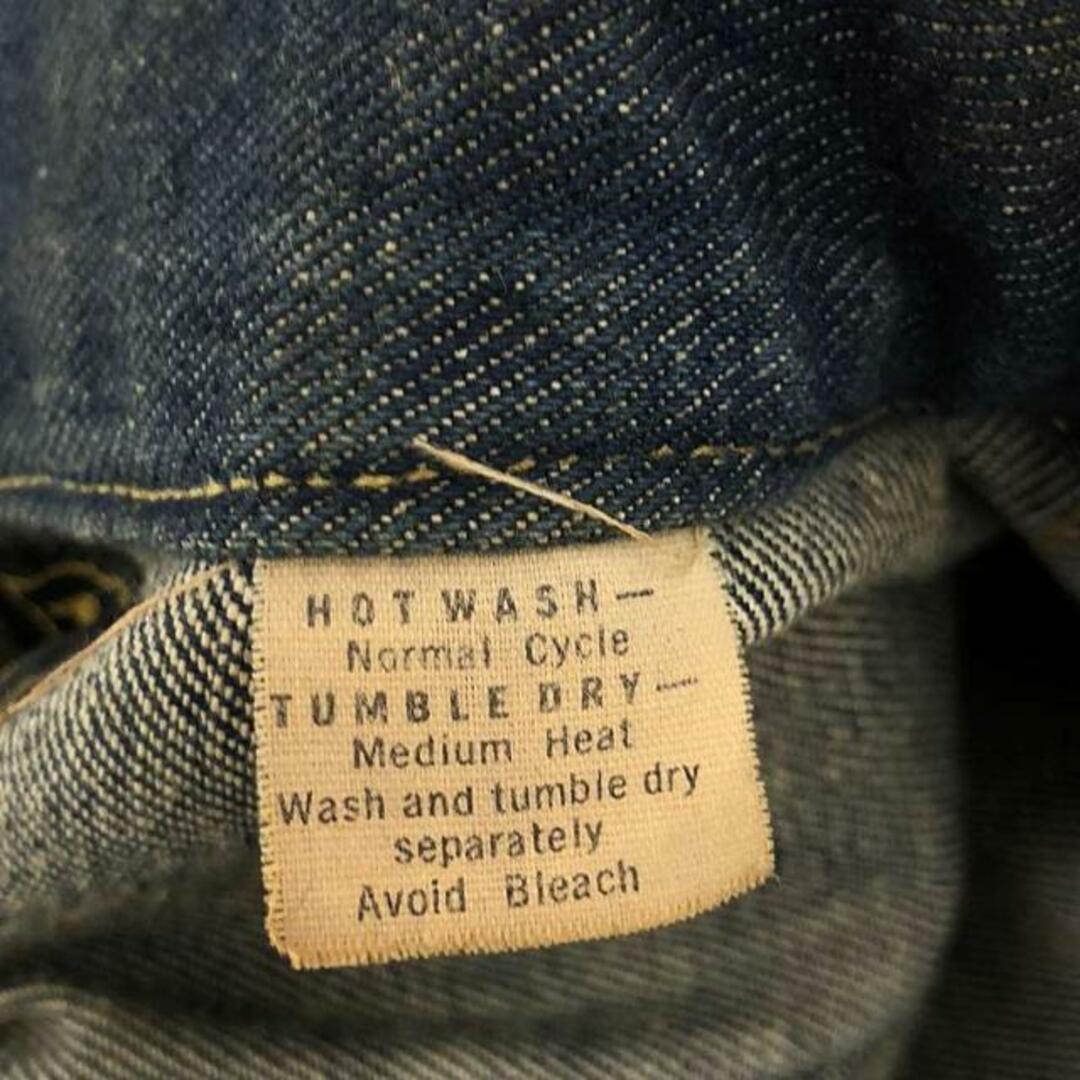 HOT WASH—
Normal Cycle
TUMBLE DRY—
Medium Heat
Wash and tumble dry
separately
Avoid Bleach